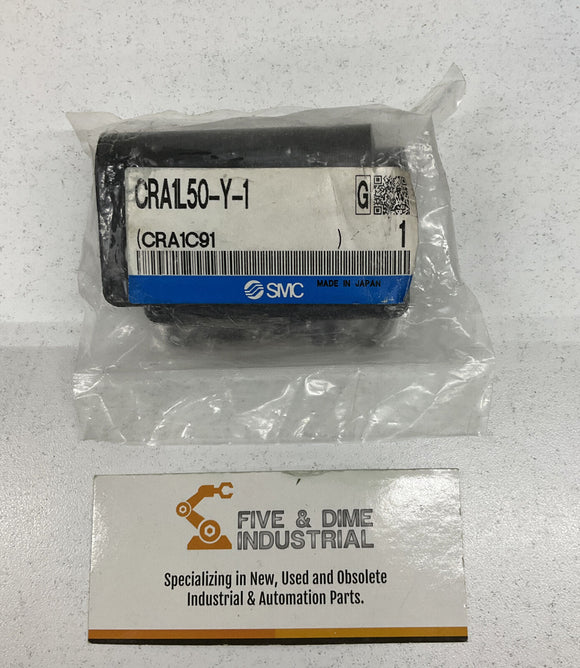 CRA1L50-Y-1 G
(CRA1C91 ) 1
SMC MADE IN JAPAN
FIVE & DIME
INDUSTRIAL
Specializing in New, Used and Obsolete
Industrial & Automation Parts.